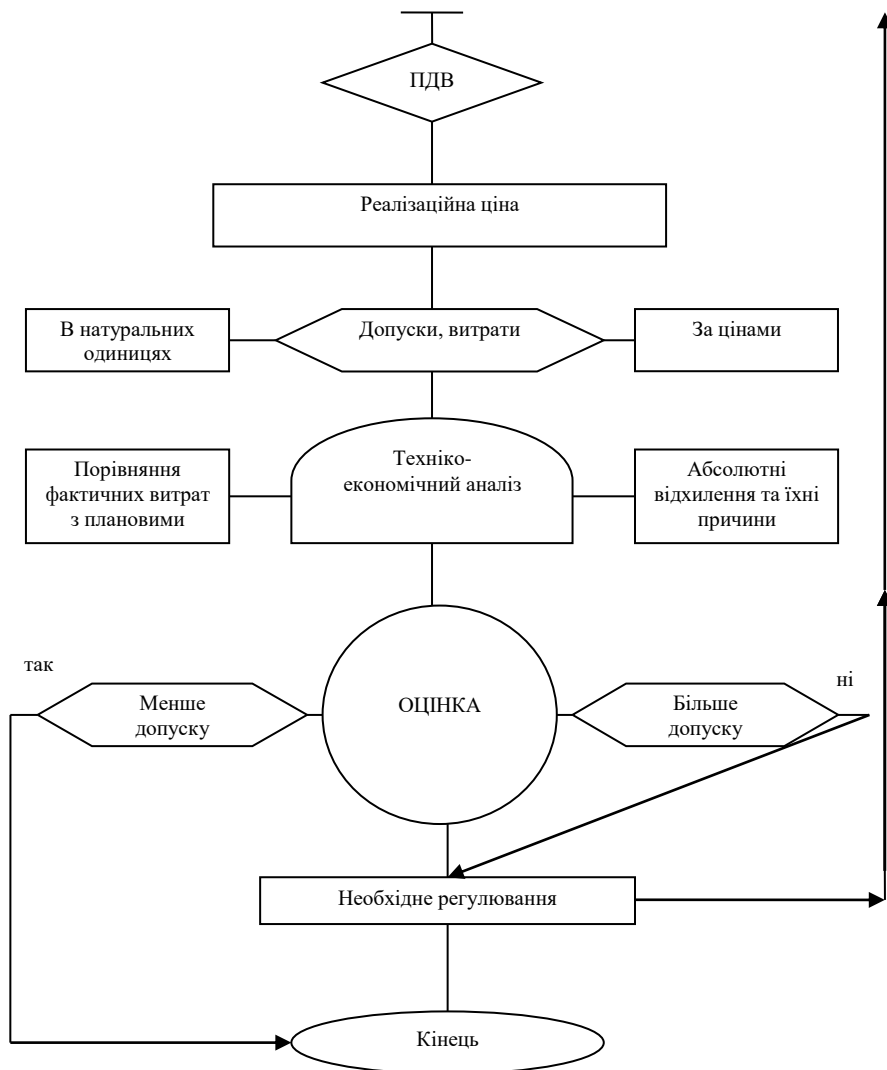 ПДВ
Реалізаційна ціна
В натуральних
одиницях
Допуски, витрати
За цінами
Порівняння
фактичних витрат
з плановими
Техніко-
економічний аналіз
Абсолютні
відхилення та їхні
причини
так
Менше
допуску
ОЦІНКА
Більше
допуску
ні
Необхідне регулювання
Кінець